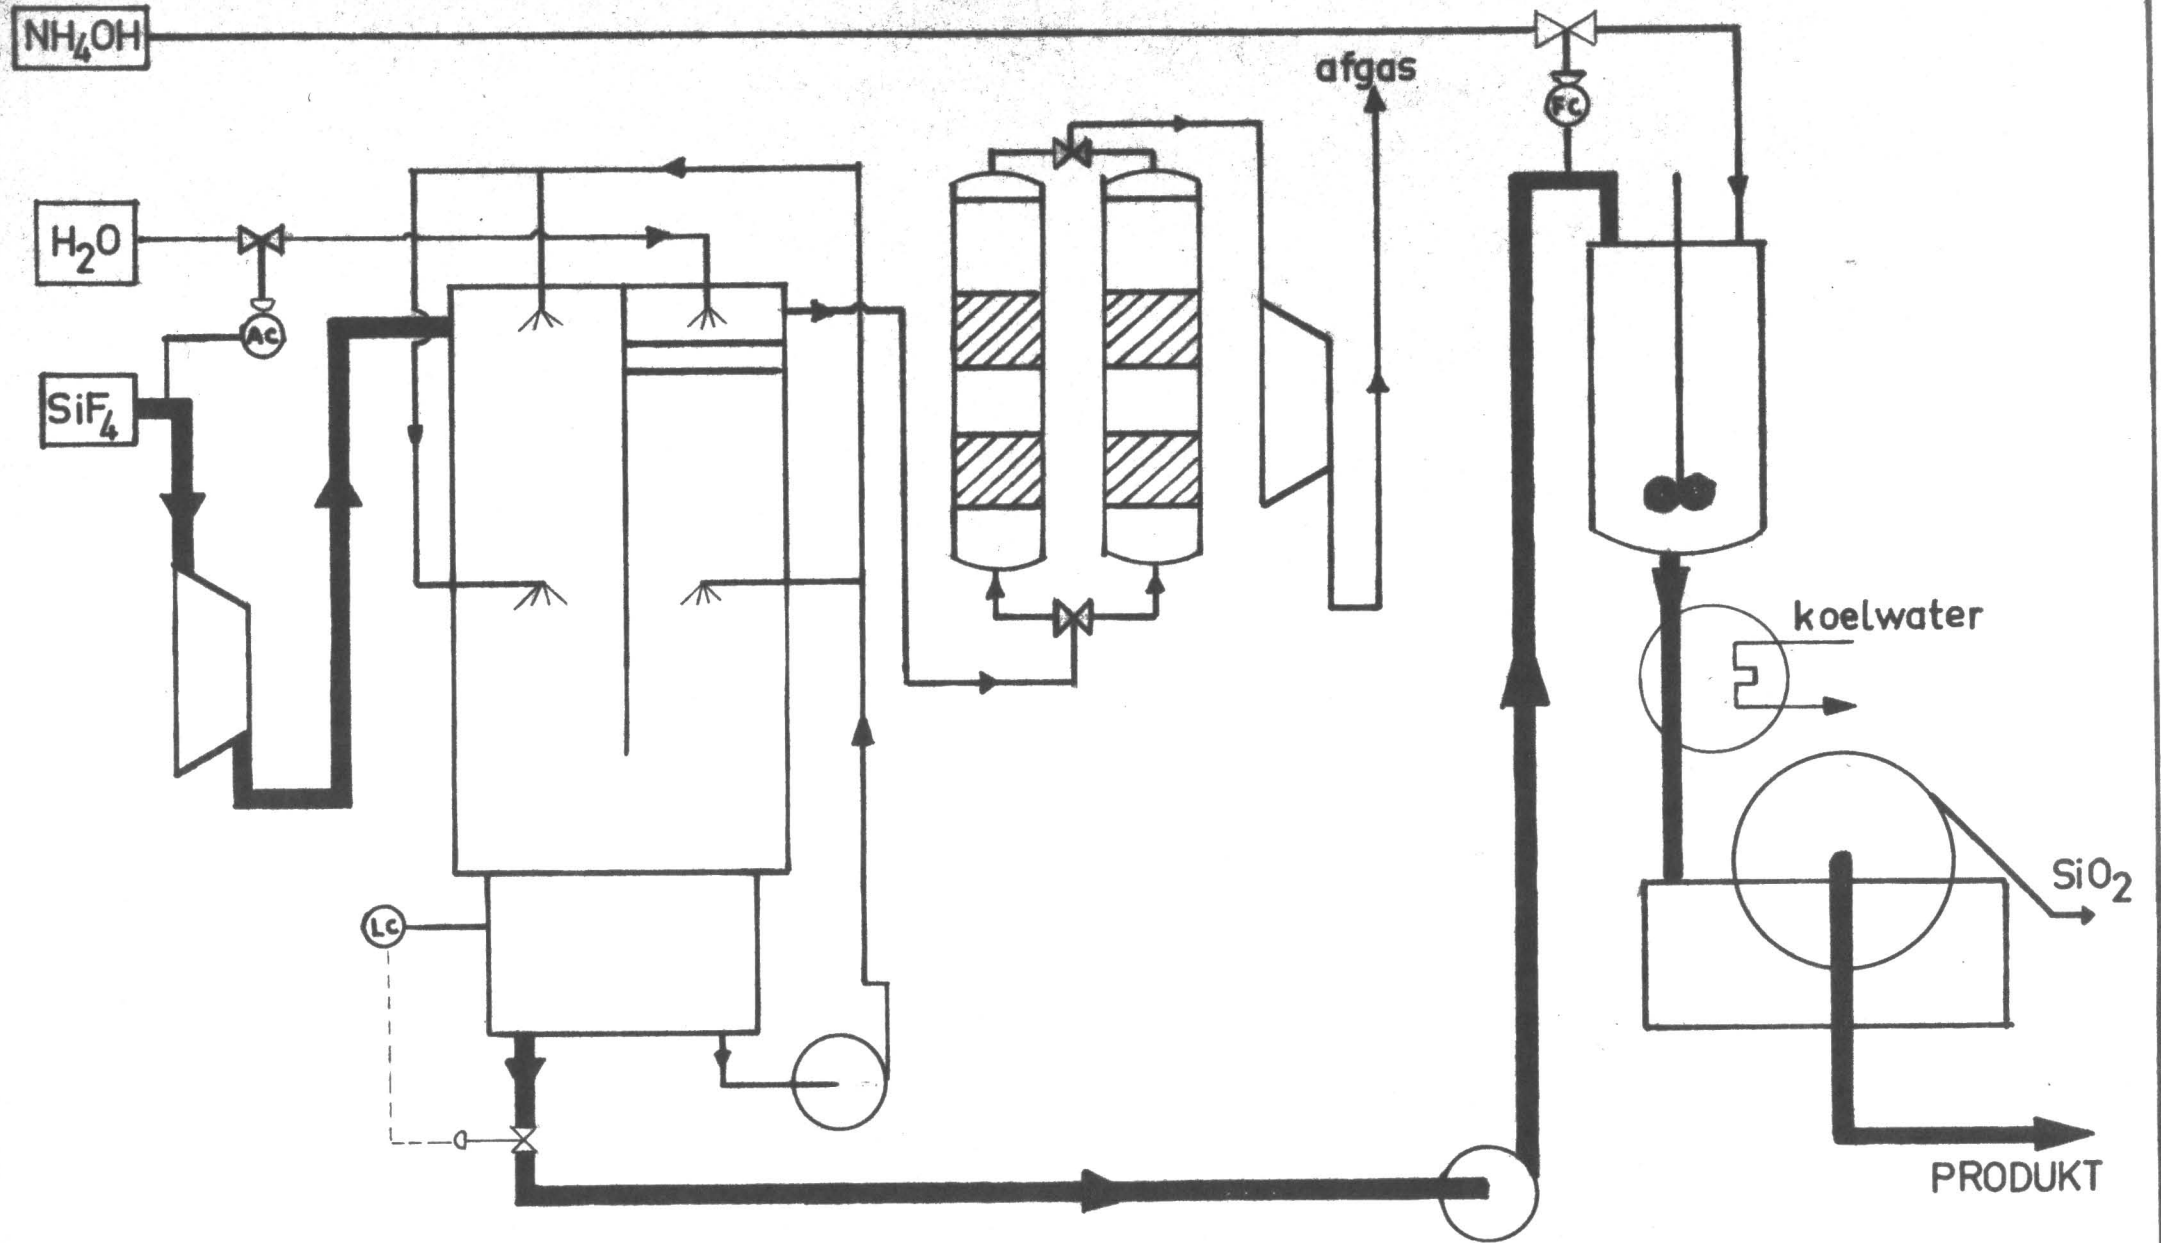 NH4OH
afgas
FC
H2O
AC
SiF4
koelwater
SiO2
LC
PRODUKT